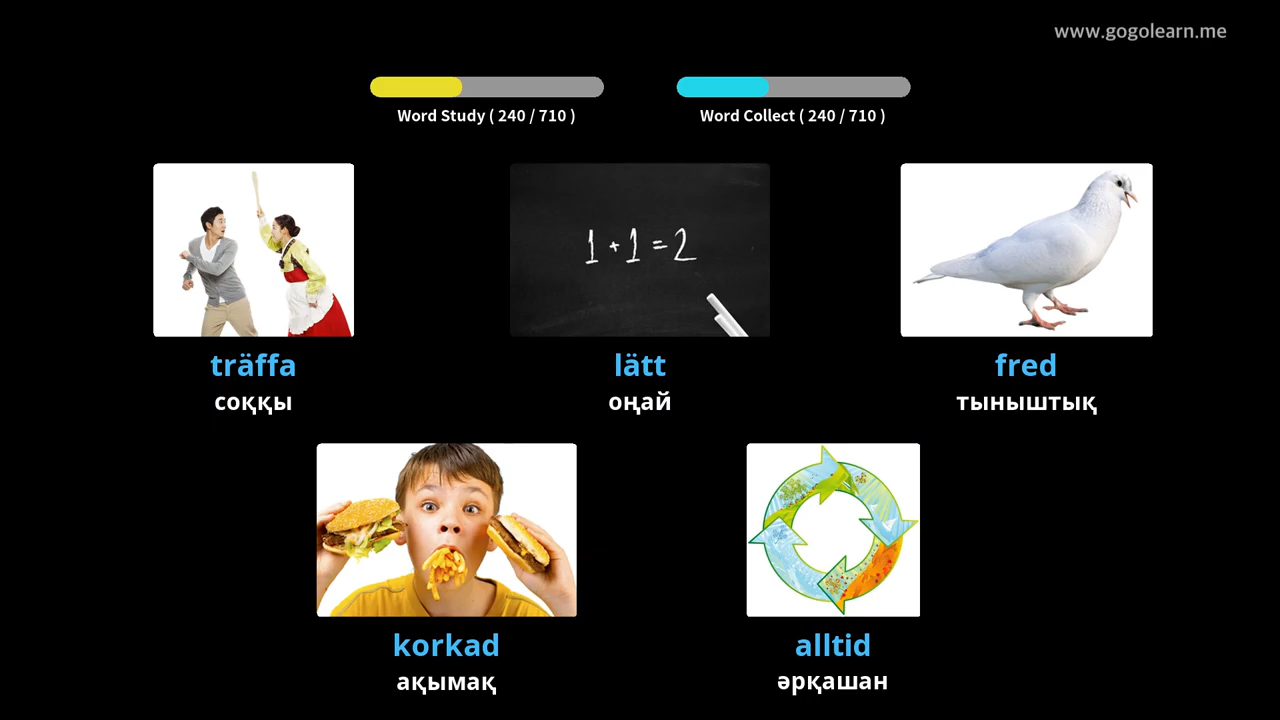 www.gogolearn.me
Word Study ( 240 / 710 )
Word Collect ( 240 / 710 )
träffa
соққы
1 + 1 = 2
lätt
оңай
fred
тыныштық
korkad
ақымақ
alltid
әрқашан